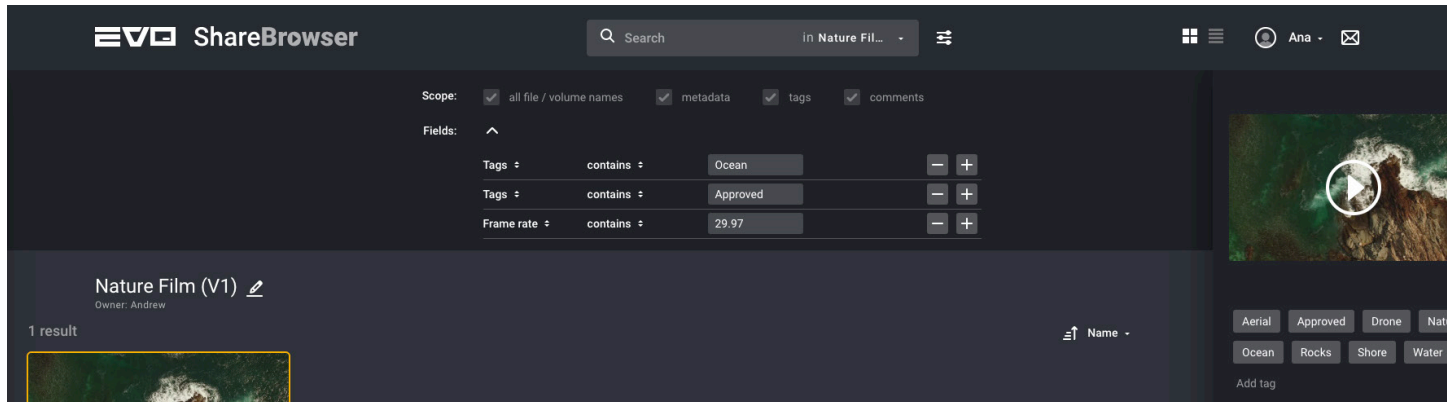 EVO ShareBrowser
Search in Nature Fil...
Ana
Scope: all file / volume names metadata tags comments
Fields:
Tags contains Ocean
Tags contains Approved
Frame rate contains 29.97
Nature Film (V1)
Owner: Andrew
1 result
Name
Aerial Approved Drone Nat
Ocean Rocks Shore Water
Add tag